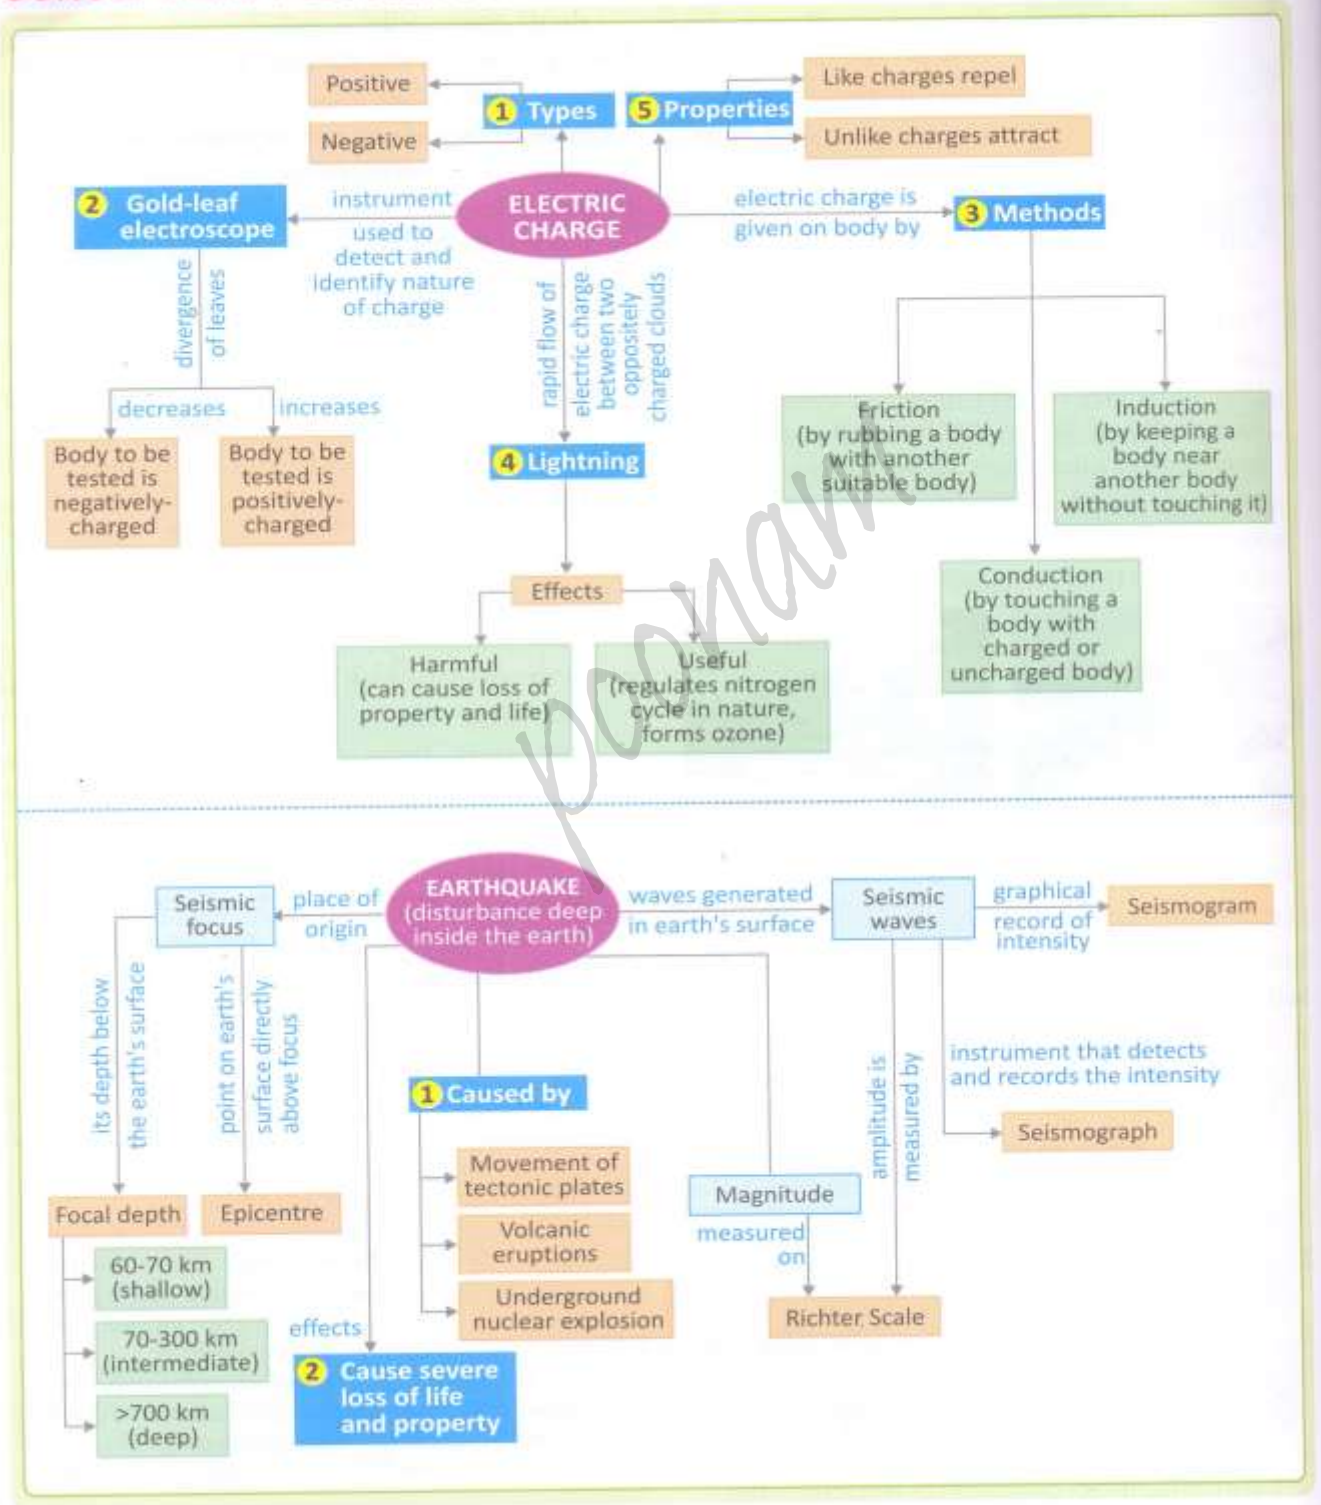 Positive
Negative
1 Types
5 Properties
Like charges repel
Unlike charges attract
2 Gold-leaf
electroscope
instrument
used to
detect and
identify nature
of charge
ELECTRIC
CHARGE
electric charge is
given on body by
3 Methods
divergence
of leaves
decreases
increases
Body to be
tested is
negatively-
charged
Body to be
tested is
positively-
charged
rapid flow of
electric charge
between two
oppositely
charged clouds
4 Lightning
Effects
Harmful
(can cause loss of
property and life)
Useful
(regulates nitrogen
cycle in nature,
forms ozone)
Friction
(by rubbing a body
with another
suitable body)
Induction
(by keeping a
body near
another body
without touching it)
Conduction
(by touching a
body with
charged or
uncharged body)
poonam
Seismic
focus
place of
origin
EARTHQUAKE
(disturbance deep
inside the earth)
waves generated
in earth's surface
Seismic
waves
graphical
record of
intensity
Seismogram
its depth below
the earth's surface
point on earth's
surface directly
above focus
Focal depth
Epicentre
60-70 km
(shallow)
70-300 km
(intermediate)
>700 km
(deep)
1 Caused by
Movement of
tectonic plates
Volcanic
eruptions
Underground
nuclear explosion
effects
2 Cause severe
loss of life
and property
Magnitude
measured
on
Richter Scale
amplitude is
measured by
instrument that detects
and records the intensity
Seismograph